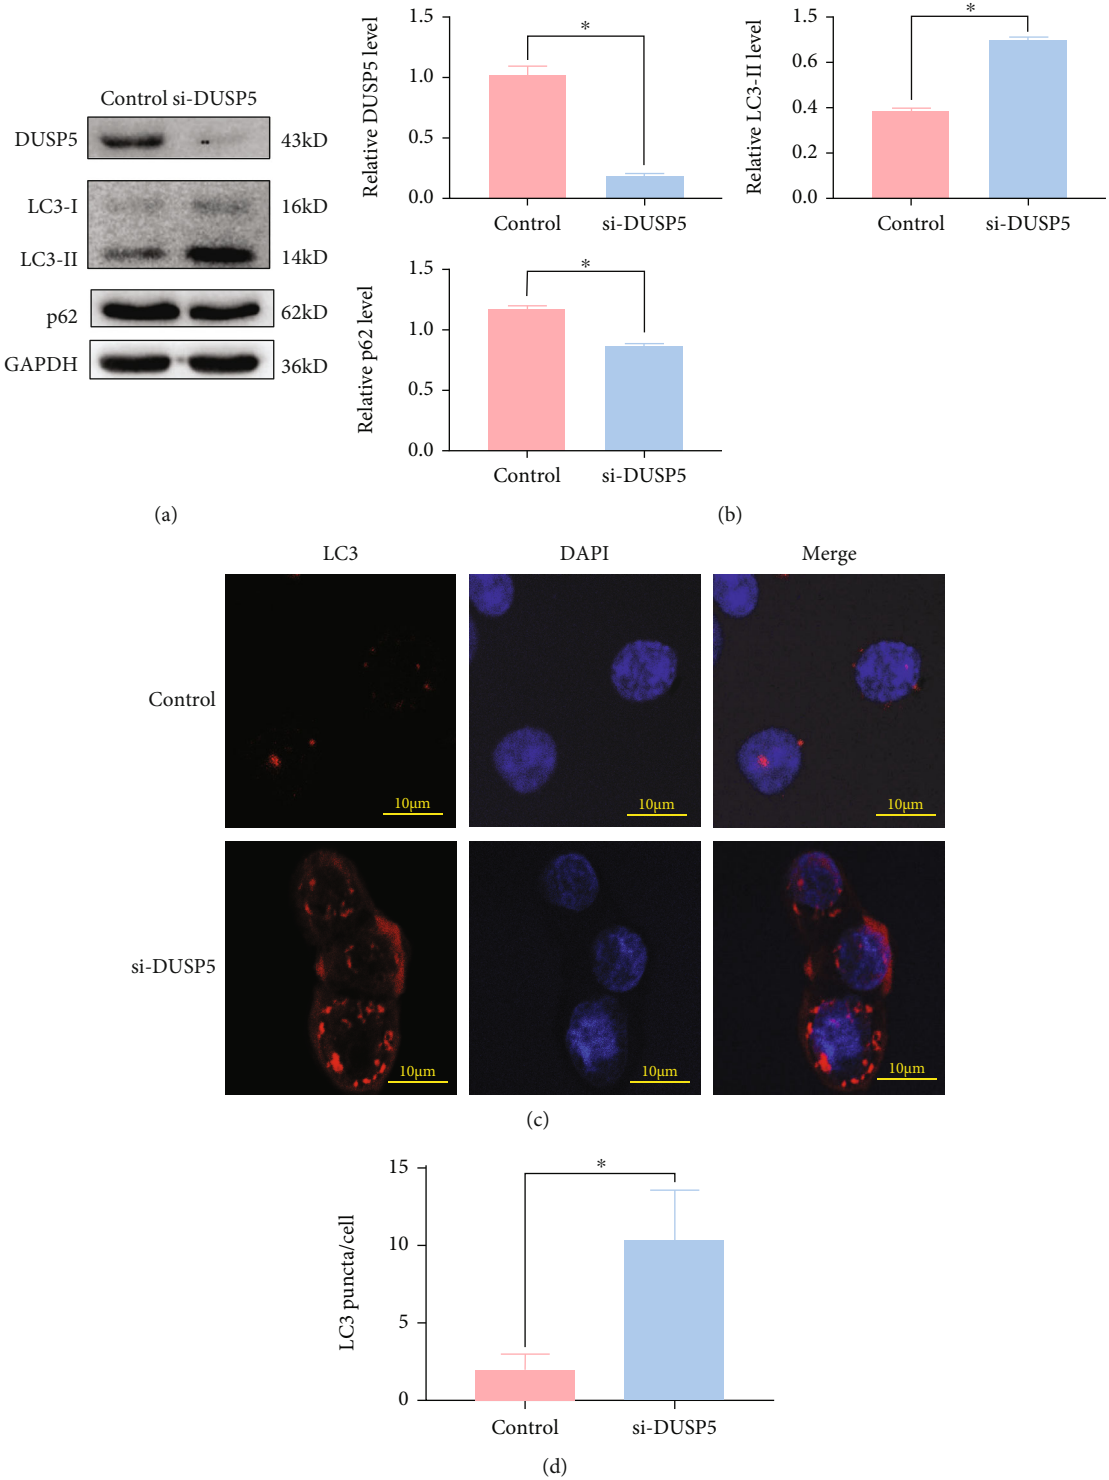 Control si-DUSP5
DUSP5 43kD
LC3-I 16kD
LC3-II 14kD
p62 62kD
GAPDH 36kD
(a)
Relative DUSP5 level
1.5
1.0
0.5
0.0
*
Control si-DUSP5
Relative LC3-II level
1.5
0.6
0.4
0.2
1.5
*
Control si-DUSP5
Relative p62 level
1.5
1.0
0.5
0.0
*
Control si-DUSP5
(b)
LC3 DAPI Merge
Control
10μm 10μm 10μm
si-DUSP5
10μm 10μm 10μm
(c)
LC3 puncta/cell
15
10
5
0
*
Control si-DUSP5
(d)